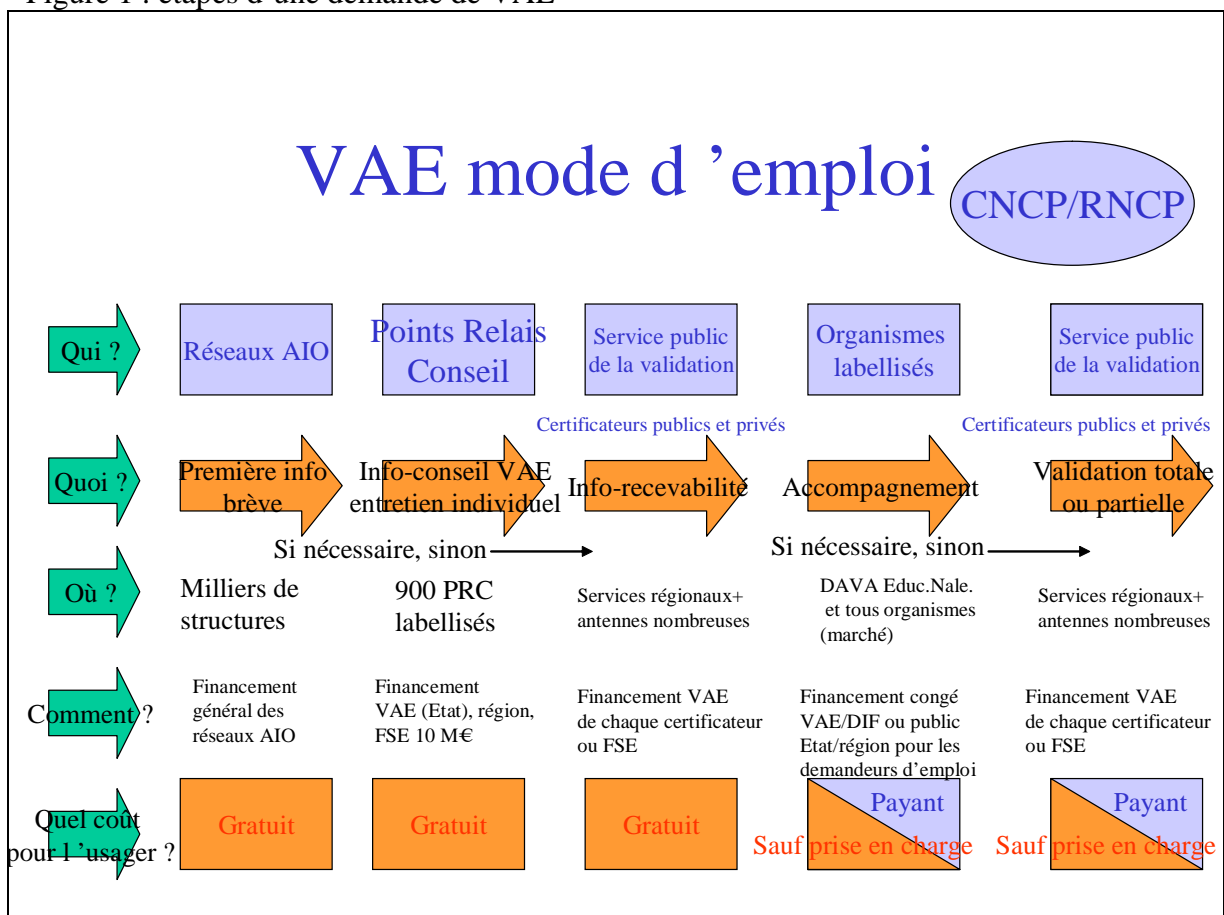 Figure 1 : étapes d’une demande de VAE
VAE mode d ’emploi
CNCP/RNCP
Qui ?
Réseaux AIO
Points Relais
Conseil
Service public
de la validation
Organismes
labellisés
Service public
de la validation
Certificateurs publics et privés
Certificateurs publics et privés
Quoi ?
Première info
brève
Info-conseil VAE
entretien individuel
Info-recevabilité
Accompagnement
Validation totale
ou partielle
Si nécessaire, sinon
Si nécessaire, sinon
Où ?
Milliers de
structures
900 PRC
labellisés
Services régionaux+
antennes nombreuses
DAVA Educ.Nale.
et tous organismes
(marché)
Services régionaux+
antennes nombreuses
Comment ?
Financement
général des
réseaux AIO
Financement
VAE (Etat), région,
FSE 10 M€
Financement VAE
de chaque certificateur
ou FSE
Financement congé
VAE/DIF ou public
Etat/région pour les
demandeurs d’emploi
Financement VAE
de chaque certificateur
ou FSE
Quel coût
pour l ’usager ?
Gratuit
Gratuit
Gratuit
Payant
Sauf prise en charge
Payant
Sauf prise en charge